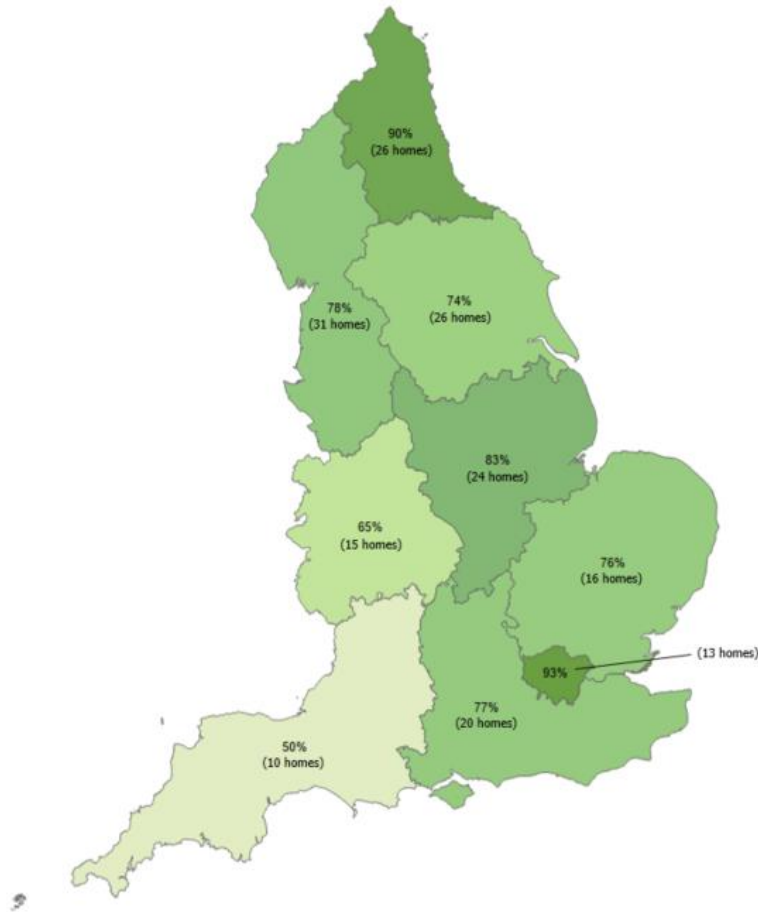 90%
(26 homes)
78%
(31 homes)
74%
(26 homes)
83%
(24 homes)
65%
(15 homes)
76%
(16 homes)
93%
(13 homes)
77%
(20 homes)
50%
(10 homes)